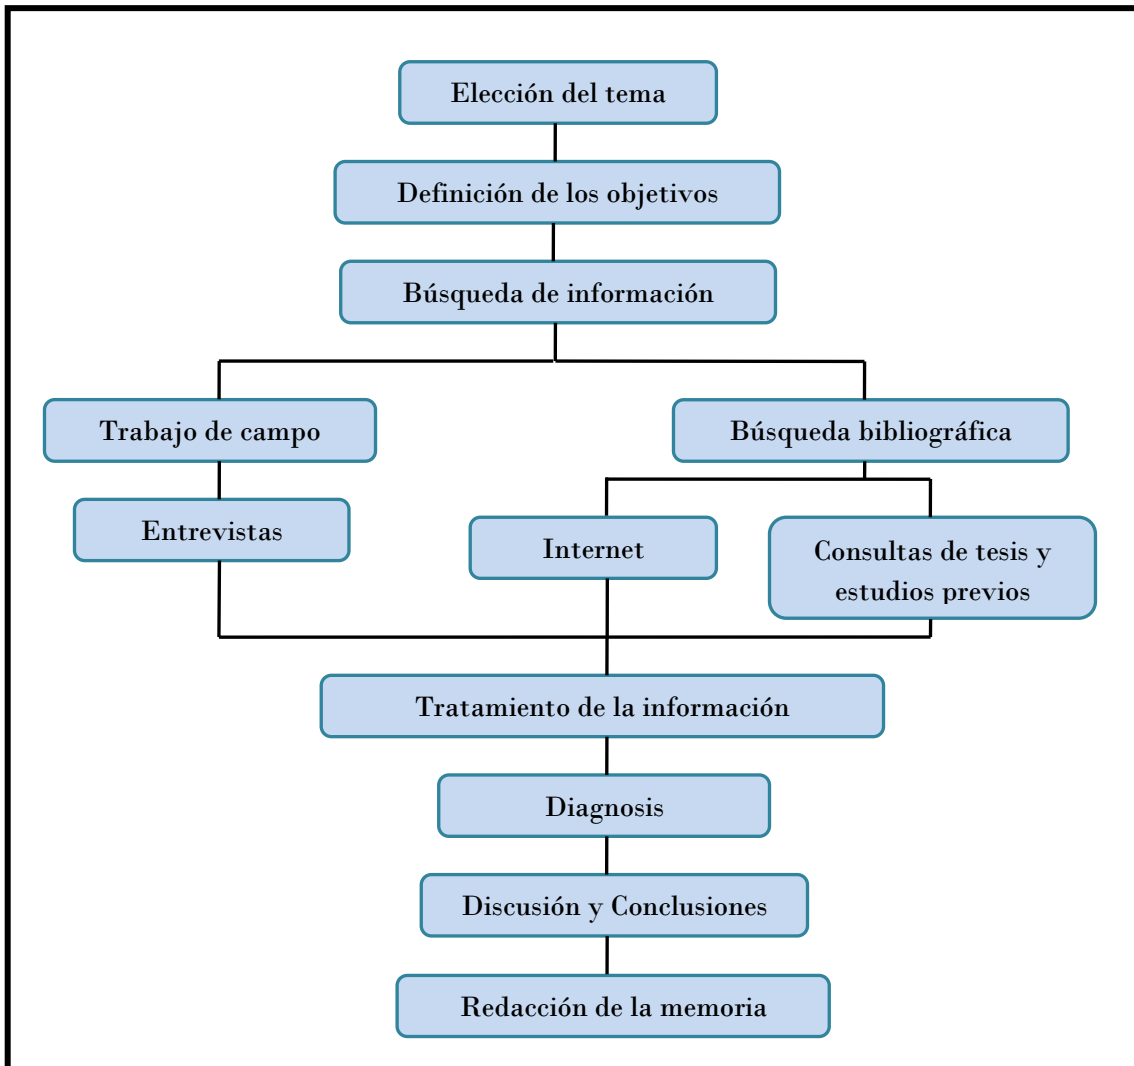 Elección del tema
Definición de los objetivos
Búsqueda de información
Trabajo de campo
Búsqueda bibliográfica
Entrevistas
Internet
Consultas de tesis y
estudios previos
Tratamiento de la información
Diagnosis
Discusión y Conclusiones
Redacción de la memoria